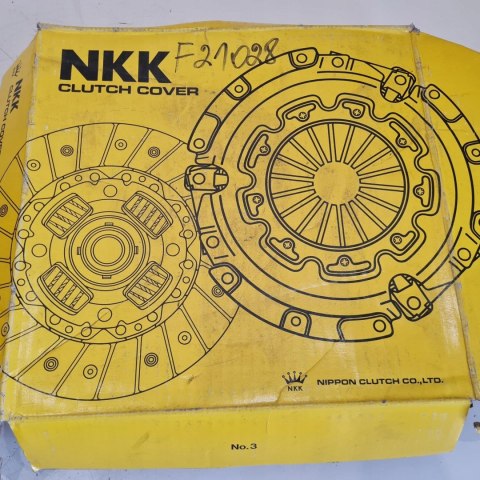 NKK F21028
CLUTCH COVER
NKK
CLUTCH COVER
NKK
NIPPON CLUTCH CO., LTD.
No.3